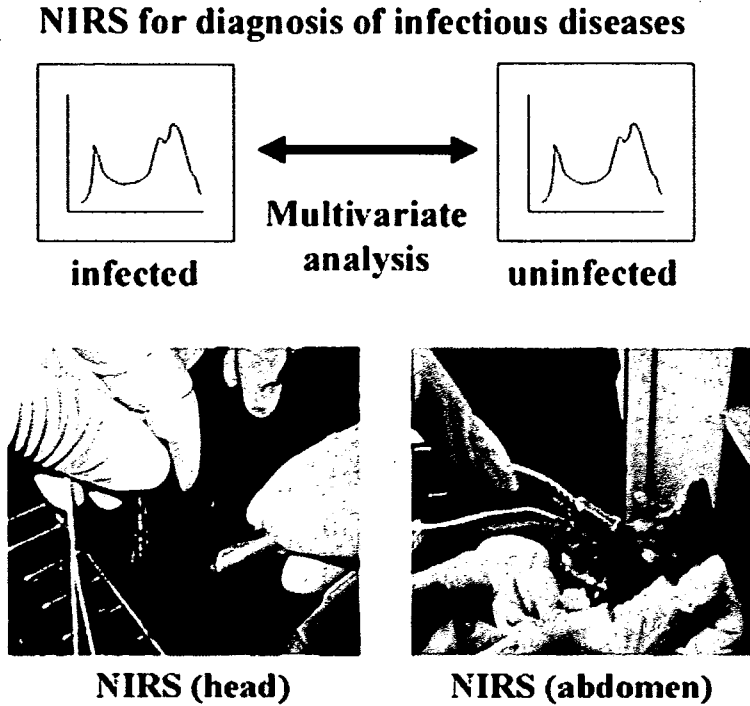 NIRS for diagnosis of infectious diseases
Multivariate
analysis
infected
uninfected
NIRS (head)
NIRS (abdomen)